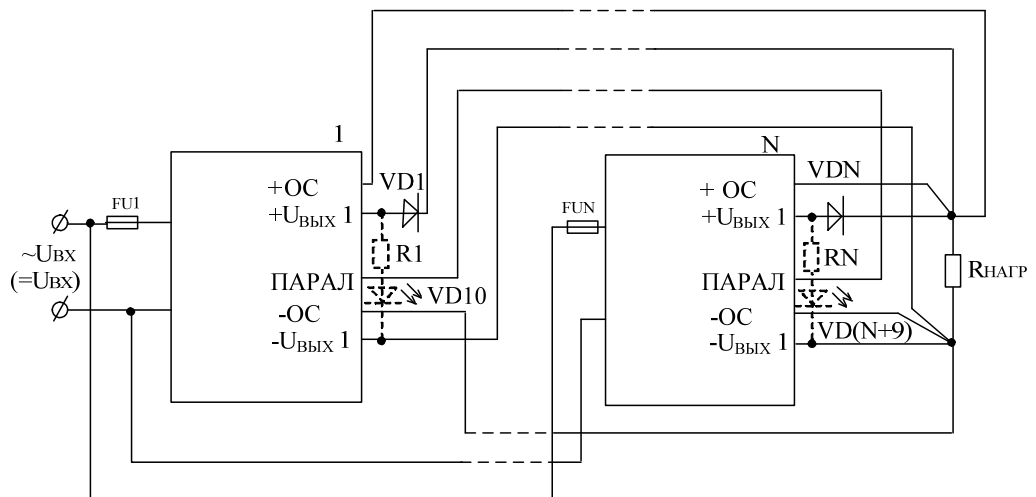 1
+ОС
+UВЫХ 1
ПАРАЛ
-ОС
-UВЫХ 1
FU1
~UВХ
(=UВХ)
VD1
R1
VD10
N
+ ОС
+UВЫХ 1
ПАРАЛ
-ОС
-UВЫХ 1
FUN
VDN
RN
VD(N+9)
RНАГР